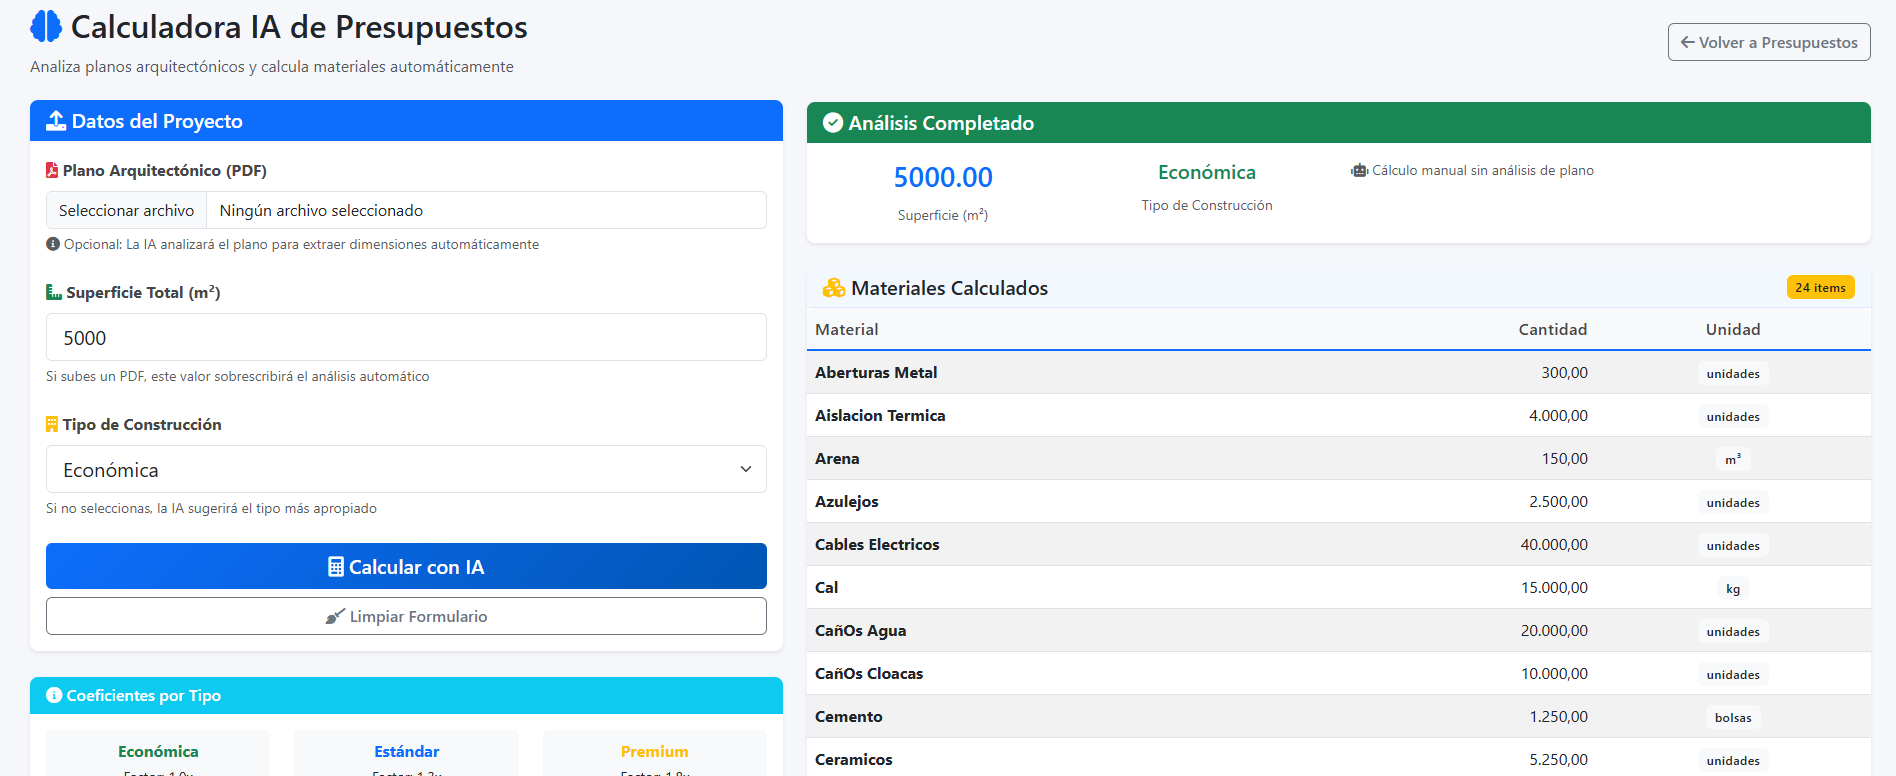 Calculadora IA de Presupuestos
Analiza planos arquitectónicos y calcula materiales automáticamente
Volver a Presupuestos
Datos del Proyecto
Plano Arquitectónico (PDF)
Seleccionar archivo Ningún archivo seleccionado
Opcional: La IA analizará el plano para extraer dimensiones automáticamente
Superficie Total (m²)
5000
Si subes un PDF, este valor sobrescribirá el análisis automático
Tipo de Construcción
Económica
Si no seleccionas, la IA sugerirá el tipo más apropiado
Calcular con IA
Limpiar Formulario
Coeficientes por Tipo
Económica Estándar Premium
Análisis Completado
5000.00
Superficie (m²)
Económica
Tipo de Construcción
Cálculo manual sin análisis de plano
Materiales Calculados
24 items
Material Cantidad Unidad
Aberturas Metal 300,00 unidades
Aislacion Termica 4.000,00 unidades
Arena 150,00 m³
Azulejos 2.500,00 unidades
Cables Electricos 40.000,00 unidades
Cal 15.000,00 kg
CañOs Agua 20.000,00 unidades
CañOs Cloacas 10.000,00 unidades
Cemento 1.250,00 bolsas
Ceramicos 5.250,00 unidades